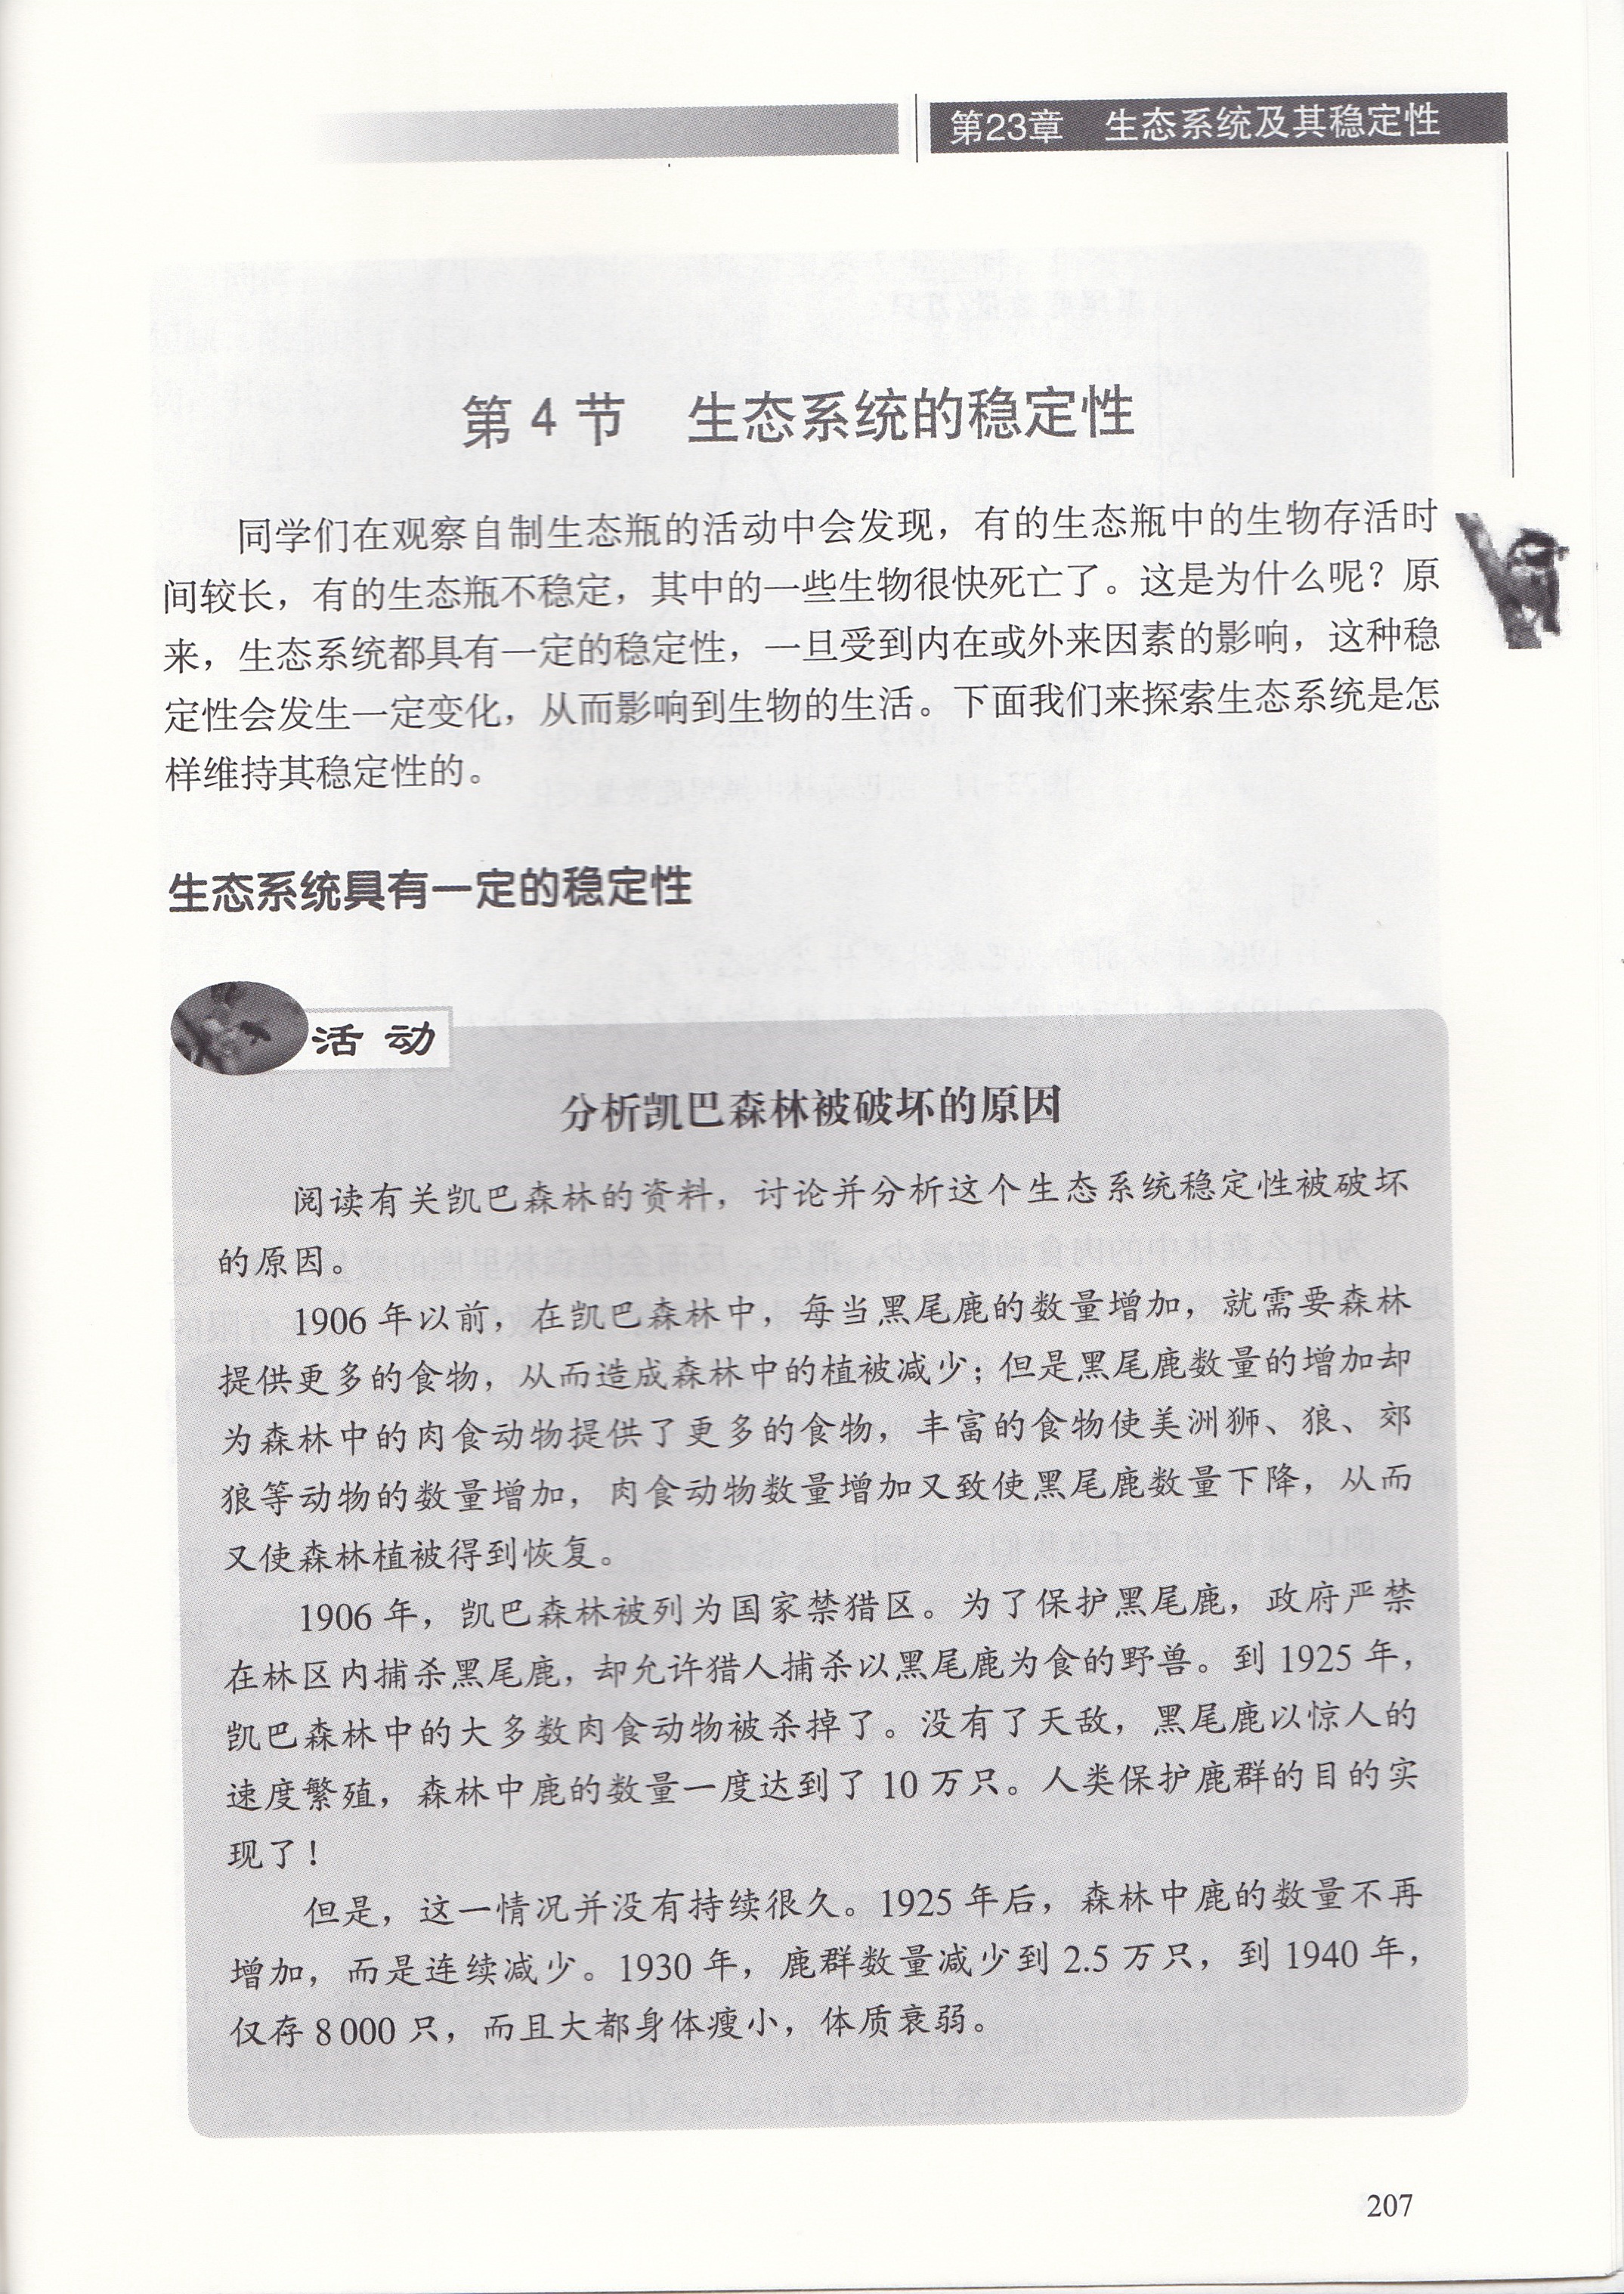 第23章 生态系统及其稳定性
第 4 节 生态系统的稳定性
同学们在观察自制生态瓶的活动中会发现，有的生态瓶中的生物存活时
间较长，有的生态瓶不稳定，其中的一些生物很快死亡了。这是为什么呢？原
来，生态系统都具有一定的稳定性，一旦受到内在或外来因素的影响，这种稳
定性会发生一定变化，从而影响到生物的生活。下面我们来探索生态系统是怎
样维持其稳定性的。
生态系统具有一定的稳定性
活 动
分析凯巴森林被破坏的原因
阅读有关凯巴森林的资料，讨论并分析这个生态系统稳定性被破坏
的原因。
1906 年以前，在凯巴森林中，每当黑尾鹿的数量增加，就需要森林
提供更多的食物，从而造成森林中的植被减少；但是黑尾鹿数量的增加却
为森林中的肉食动物提供了更多的食物，丰富的食物使美洲狮、狼、郊
狼等动物的数量增加，肉食动物数量增加又致使黑尾鹿数量下降，从而
又使森林植被得到恢复。
1906 年，凯巴森林被列为国家禁猎区。为了保护黑尾鹿，政府严禁
在林区内捕杀黑尾鹿，却允许猎人捕杀以黑尾鹿为食的野兽。到 1925 年，
凯巴森林中的大多数肉食动物被杀掉了。没有了天敌，黑尾鹿以惊人的
速度繁殖，森林中鹿的数量一度达到了 10 万只。人类保护鹿群的目的实
现了！
但是，这一情况并没有持续很久。1925 年后，森林中鹿的数量不再
增加，而是连续减少。1930 年，鹿群数量减少到 2.5 万只，到 1940 年，
仅存 8 000 只，而且大都身体瘦小，体质衰弱。
207